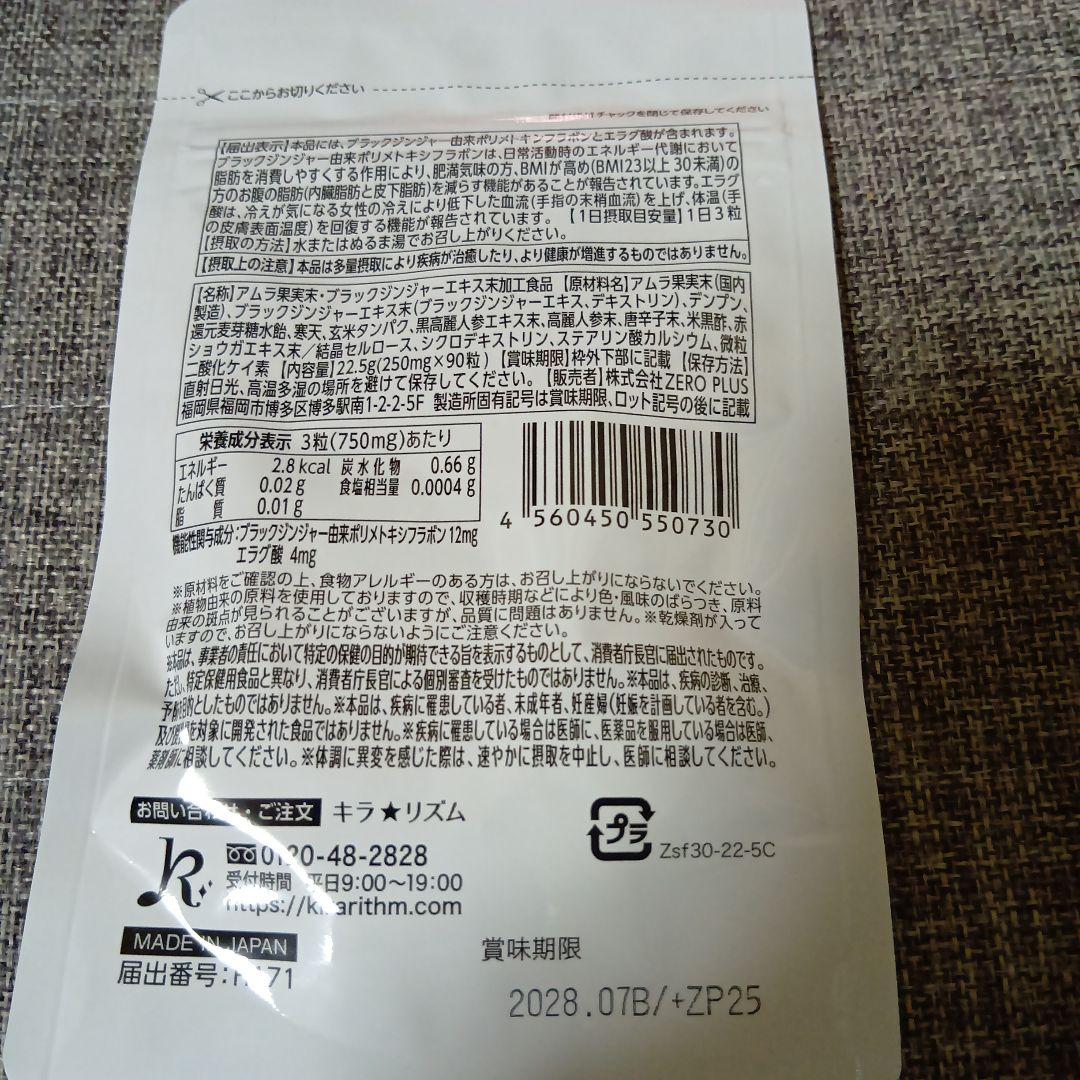 ここからお切りください
チャックを閉じて保存してください
【届出表示】本品には、ブラックジンジャー由来ポリメトキシフラボンとエラグ酸が含まれます。
ブラックジンジャー由来ポリメトキシフラボンは、日常活動時のエネルギー代謝において
脂肪を消費しやすくする作用により、肥満気味の方、BMIが高め(BMI23以上30未満)の
方のお腹の脂肪(内臓脂肪と皮下脂肪)を減らす機能があることが報告されています。エラグ
酸は、冷えが気になる女性の冷えにより低下した血流(手指の末梢血流)を上げ、体温(手
の皮膚表面温度)を回復する機能が報告されています。【1日摂取目安量】1日3粒
【摂取の方法】水またはぬるま湯でお召し上がりください。
【摂取上の注意】本品は多量摂取により疾病が治癒したり、より健康が増進するものではありません。
【名称】アムラ果実末・ブラックジンジャーエキス末加工食品【原材料名】アムラ果実末(国内
製造)、ブラックジンジャーエキス末(ブラックジンジャーエキス、デキストリン)、デンプン、
還元麦芽糖水飴、寒天、玄米タンパク、黒高麗人参エキス末、高麗人参末、唐辛子末、米黒酢、赤
ショウガエキス末/結晶セルロース、シクロデキストリン、ステアリン酸カルシウム、微粒
二酸化ケイ素【内容量】22.5g(250mg×90粒)【賞味期限】枠外下部に記載【保存方法】
直射日光、高温多湿の場所を避けて保存してください。【販売者】株式会社ZERO PLUS
福岡県福岡市博多区博多駅南1-2-2-5F 製造所固有記号は賞味期限、ロット記号の後に記載
栄養成分表示 3粒(750mg)あたり
エネルギー 2.8kcal 炭水化物 0.66g
たんぱく質 0.02g 食塩相当量 0.0004g
脂質 0.01g
4 560450 550730
機能性関与成分:ブラックジンジャー由来ポリメトキシフラボン12mg
エラグ酸 4mg
※原材料をご確認の上、食物アレルギーのある方は、お召し上がりにならないでください。
※植物由来の原料を使用しておりますので、収穫時期などにより色・風味のばらつき、原料
由来の斑点が見られることがございますが、品質に問題はありません。※乾燥剤が入って
いますので、お召し上がりにならないようにご注意ください。
※本品は、事業者の責任において特定の保健の目的が期待できる旨を表示するものとして、消費者庁長官に届出されたものです。
ただし、特定保健用食品と異なり、消費者庁長官による個別審査を受けたものではありません。※本品は、疾病の診断、治療、
予防を目的としたものではありません。※本品は、疾病に罹患している者、未成年者、妊産婦(妊娠を計画している者を含む。)
及び授乳婦を対象に開発された食品ではありません。※疾病に罹患している場合は医師に、医薬品を服用している場合は医師、
薬剤師に相談してください。※体調に異変を感じた際は、速やかに摂取を中止し、医師に相談してください。
お問い合わせ・ご注文 キラ★リズム
0120-48-2828
受付時間 平日9:00～19:00
https://kirarithm.com
プラ
Zsf30-22-5C
MADE IN JAPAN
届出番号:
賞味期限
2028.07B/+ZP25